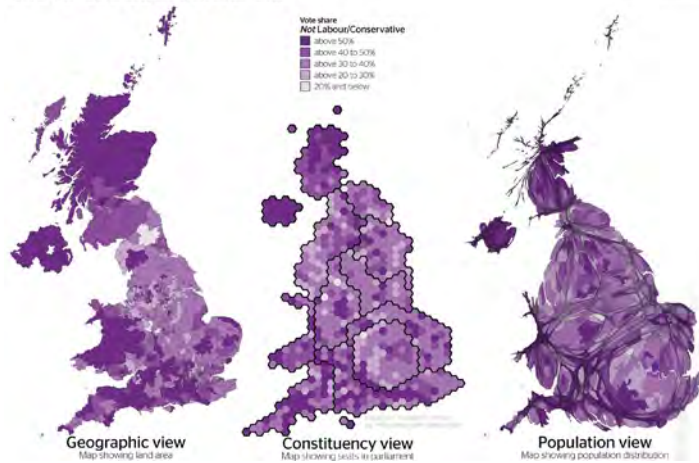 Vote share
Not Labour/Conservative
above 50%
above 40 to 50%
above 30 to 40%
above 20 to 30%
20% and below
Geographic view
Map showing land area
Constituency view
Map showing seats in parliament
Population view
Map showing population distribution